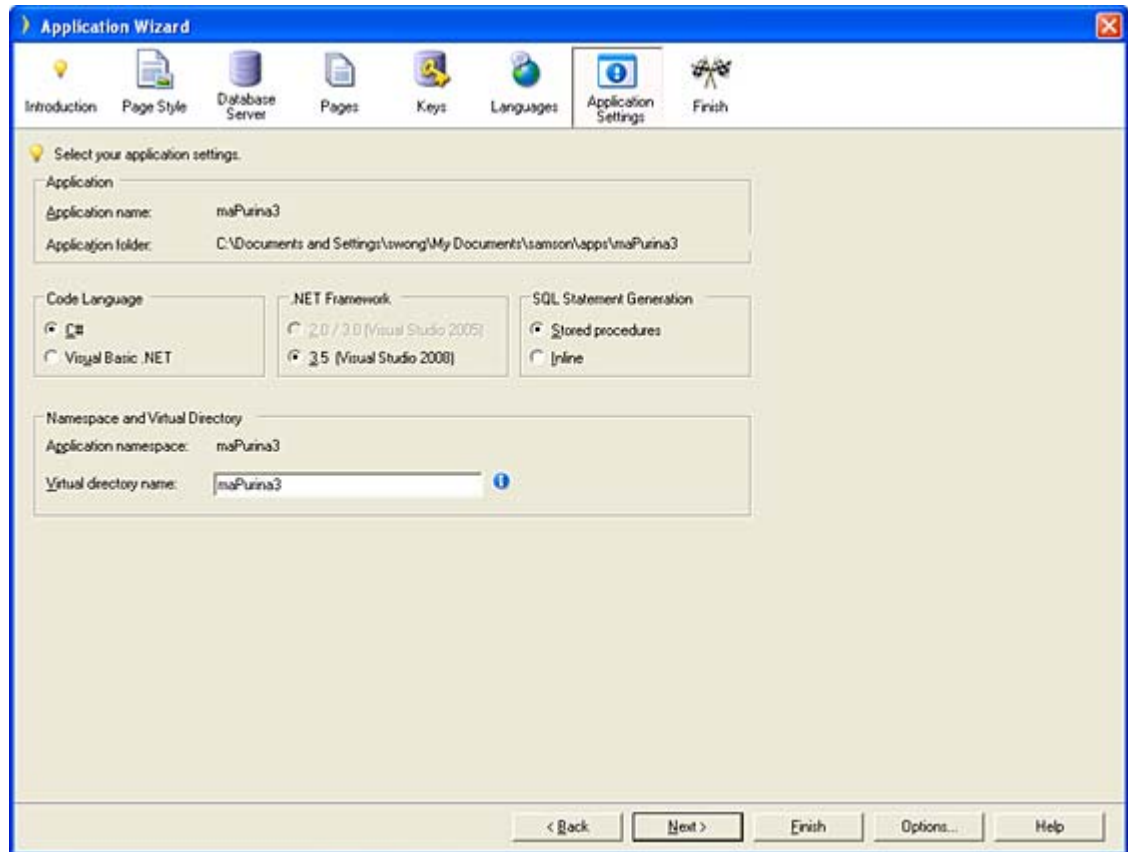 Application Wizard
Introduction
Page Style
Database Server
Pages
Keys
Languages
Application Settings
Finish
Select your application settings.
Application
Application name: maPurina3
Application folder: C:\Documents and Settings\swong\My Documents\samson\apps\maPurina3
Code Language
C#
Visual Basic .NET
.NET Framework
2.0 / 3.0 (Visual Studio 2005)
3.5 (Visual Studio 2008)
SQL Statement Generation
Stored procedures
Inline
Namespace and Virtual Directory
Application namespace: maPurina3
Virtual directory name: maPurina3
< Back
Next >
Finish
Options...
Help